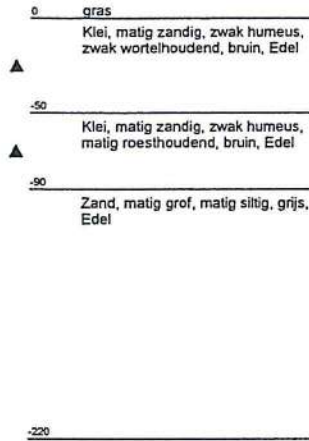 0 gras
Klei, matig zandig, zwak humeus,
zwak wortelhoudend, bruin, Edel
-50
Klei, matig zandig, zwak humeus,
matig roesthoudend, bruin, Edel
-90
Zand, matig grof, matig siltig, grijs,
Edel
-220